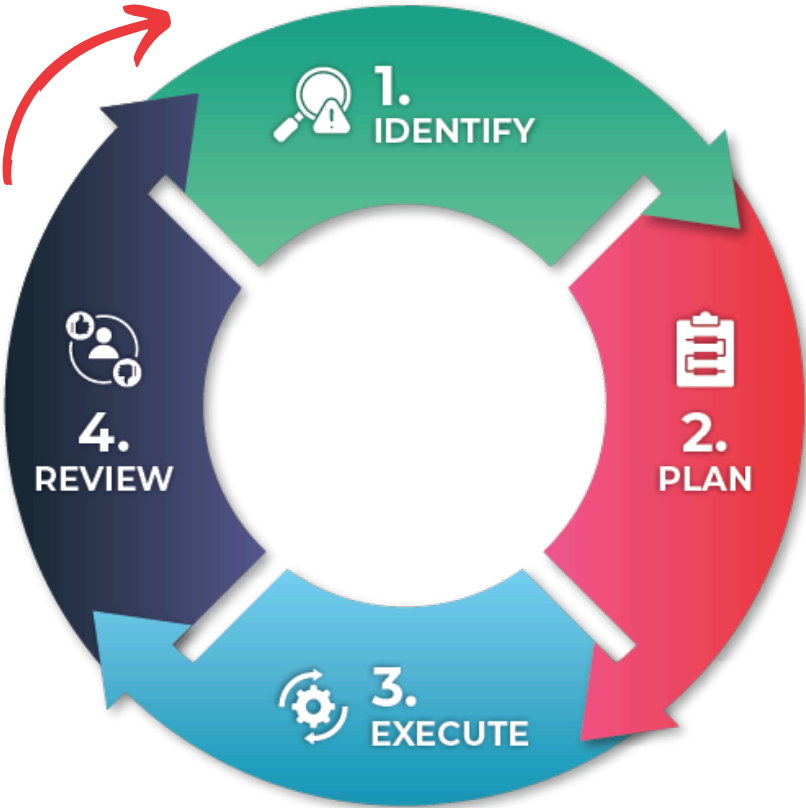 1.
IDENTIFY
2.
PLAN
3.
EXECUTE
4.
REVIEW